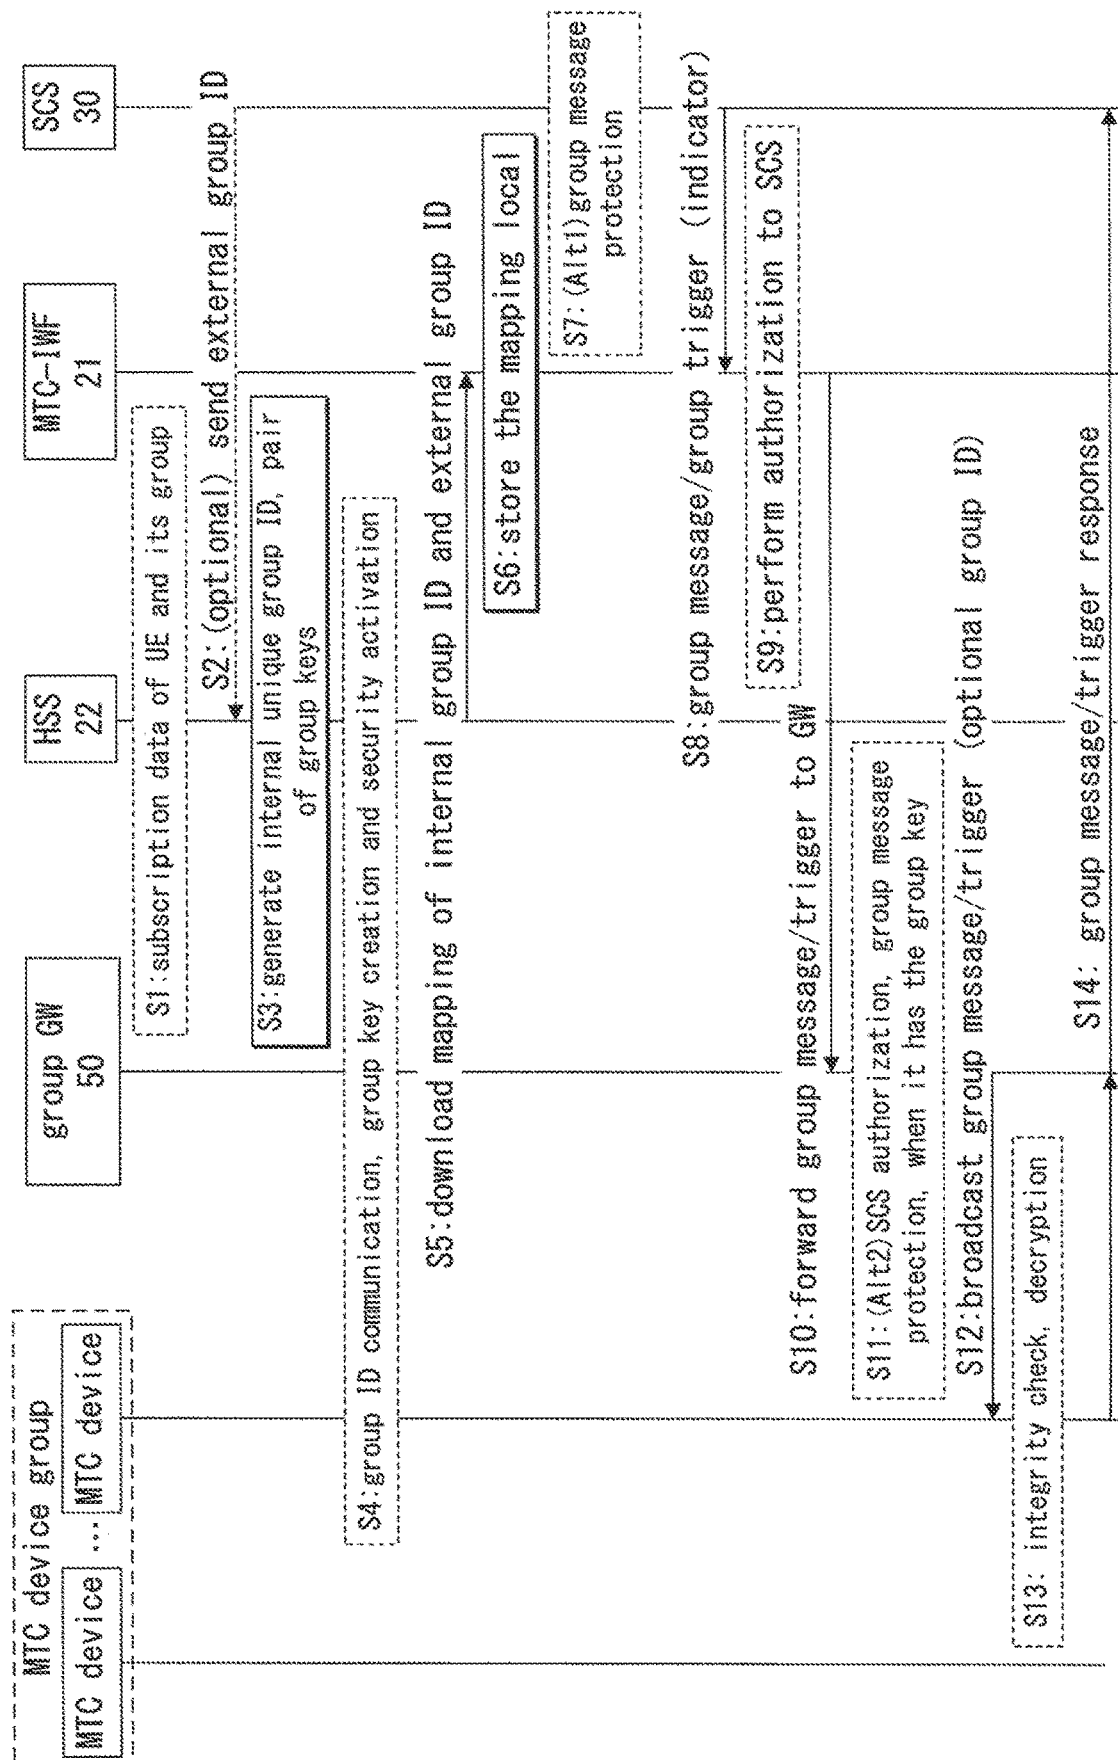 MTC device group
MTC device ... MTC device
group GW
50
HSS
22
MTC-IWF
21
SCS
30
S1:subscription data of UE and its group
S2:(optional) send external group ID
S3:generate internal unique group ID, pair
of group keys
S4:group ID communication, group key creation and security activation
S5:download mapping of internal group ID and external group ID
S6:store the mapping local
S7:(Alt1)group message
protection
S8:group message/group trigger (indicator)
S9:perform authorization to SCS
S10:forward group message/trigger to GW
S11:(Alt2)SCS authorization, group message
protection, when it has the group key
S12:broadcast group message/trigger (optional group ID)
S13: integrity check, decryption
S14: group message/trigger response